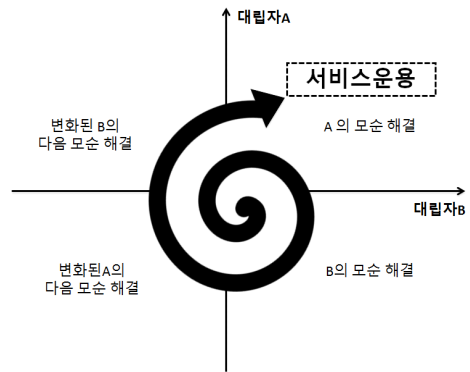 대립자A
서비스운용
변화된 B의
다음 모순 해결
A 의 모순 해결
대립자B
변화된A의
다음 모순 해결
B의 모순 해결